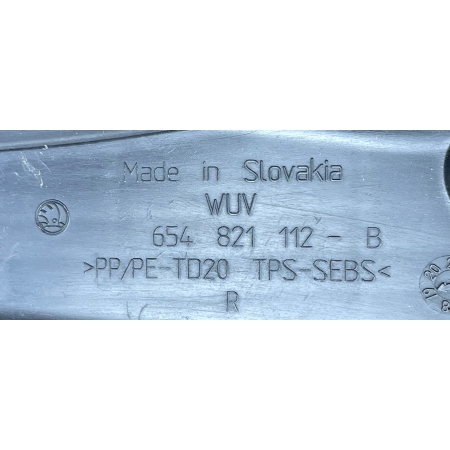 Made in Slovakia
WUV
654 821 112 - B
>PP/PE-TD20 TPS-SEBS<
R